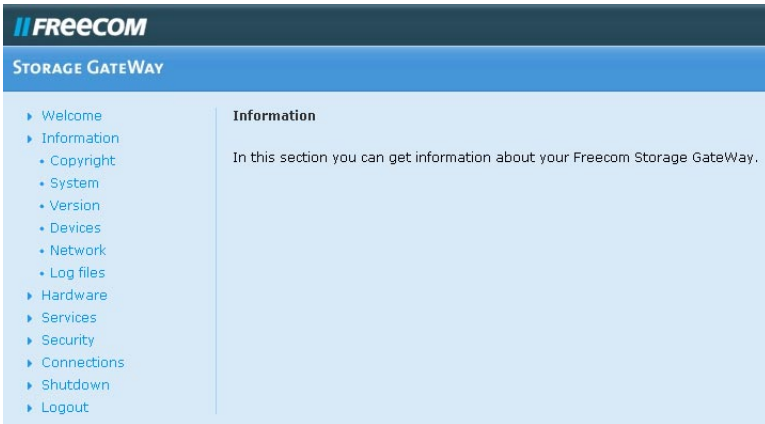 FREECOM
STORAGE GATEWAY
Welcome
Information
Copyright
System
Version
Devices
Network
Log files
Hardware
Services
Security
Connections
Shutdown
Logout
Information
In this section you can get information about your Freecom Storage GateWay.